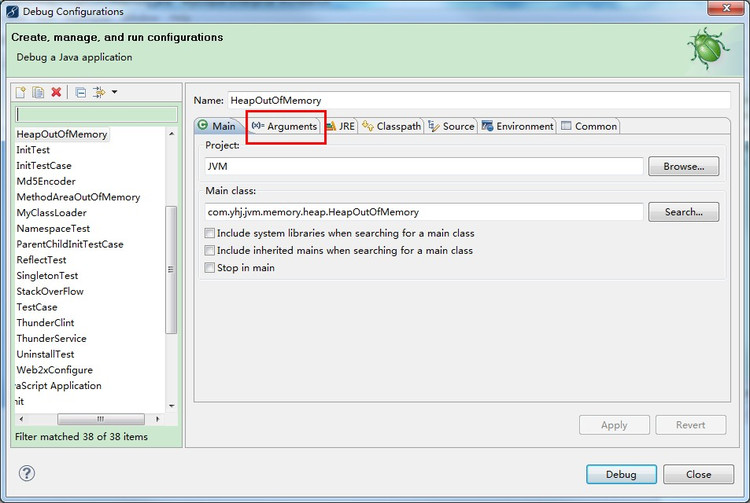 Debug Configurations
Create, manage, and run configurations
Debug a Java application
Name: HeapOutOfMemory
Main
(x)= Arguments
JRE
Classpath
Source
Environment
Common
HeapOutOfMemory
InitTest
InitTestCase
Md5Encoder
MethodAreaOutOfMemory
MyClassLoader
NamespaceTest
ParentChildInitTestCase
ReflectTest
SingletonTest
StackOverFlow
TestCase
ThunderClint
ThunderService
UninstallTest
Web2xConfigure
aScript Application
nit
Filter matched 38 of 38 items
Project:
JVM
Browse...
Main class:
com.yhj.jvm.memory.heap.HeapOutOfMemory
Search...
Include system libraries when searching for a main class
Include inherited mains when searching for a main class
Stop in main
Apply
Revert
?
Debug
Close